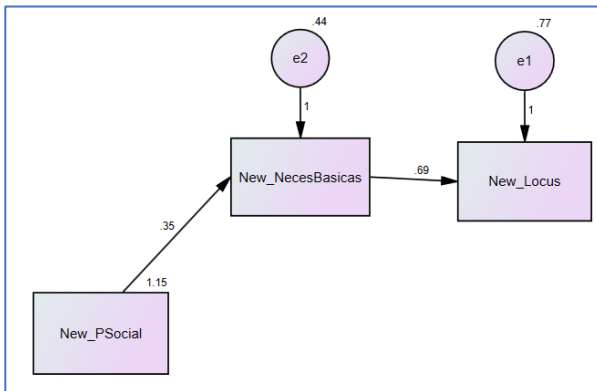 .44
.77
e2
e1
1
1
New_NecesBasicas
.69
New_Locus
.35
1.15
New_PSocial